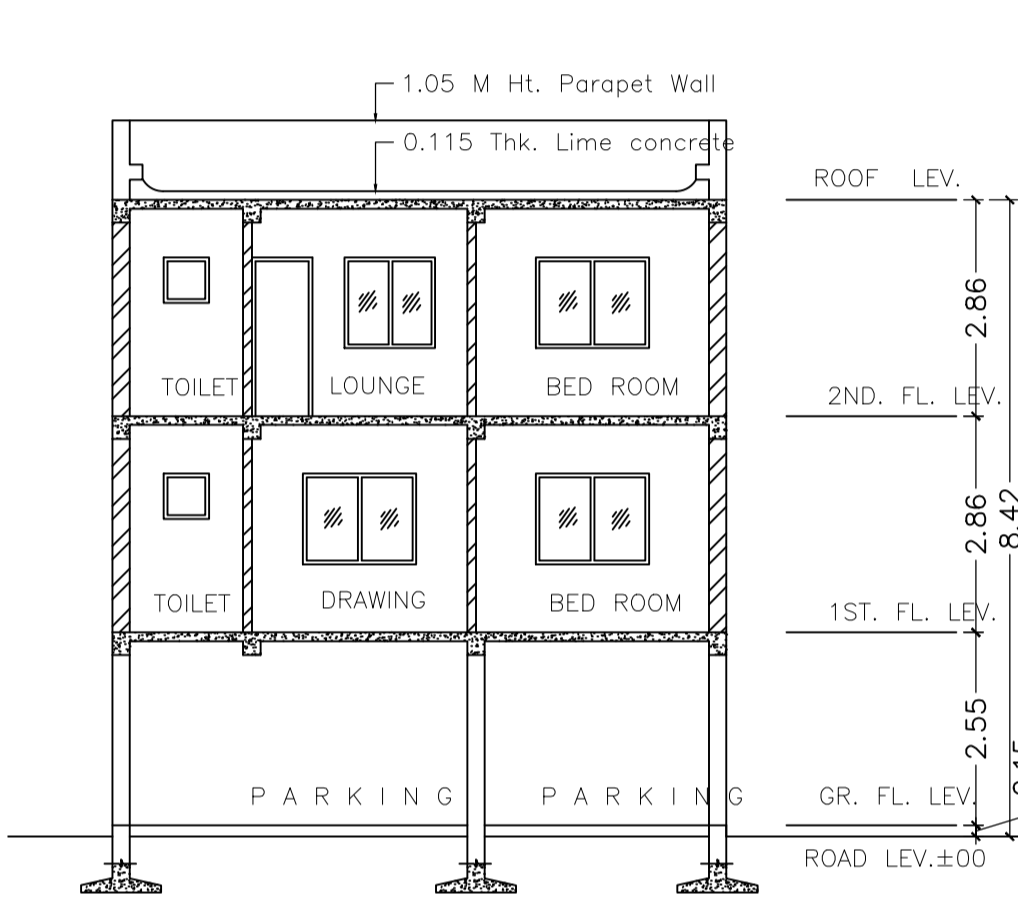 1.05 M Ht. Parapet Wall
0.115 Thk. Lime concrete
ROOF LEV.
2.86
TOILET LOUNGE BED ROOM
2ND. FL. LEV.
2.86
8.42
TOILET DRAWING BED ROOM
1ST. FL. LEV.
2.55
PARKING PARKING
GR. FL. LEV.
ROAD LEV.±00